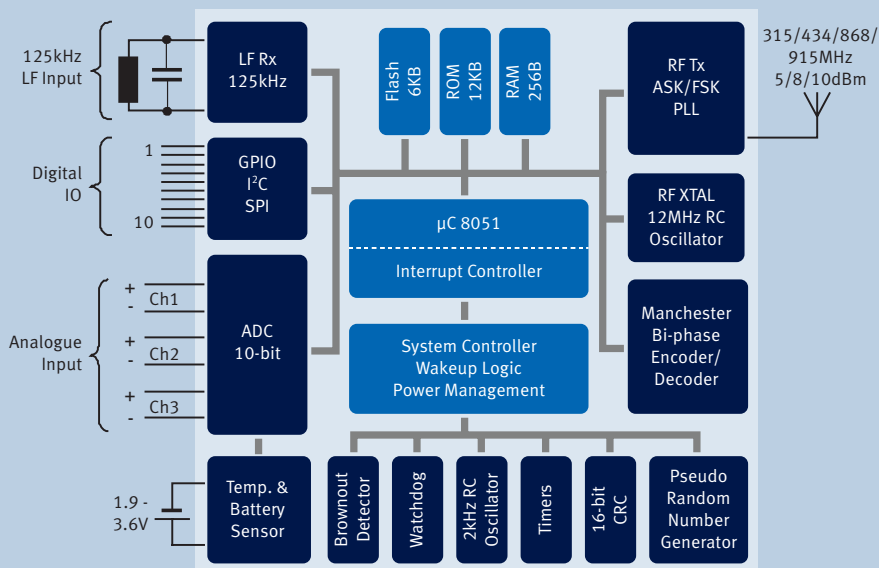 125kHz
LF Input
LF Rx
125kHz
Flash
6KB
ROM
12KB
RAM
256B
RF Tx
ASK/FSK
PLL
315/434/868/
915MHz
5/8/10dBm
Digital
IO
1
10
GPIO
I²C
SPI
µC 8051
Interrupt Controller
RF XTAL
12MHz RC
Oscillator
Analogue
Input
+
-
Ch1
+
-
Ch2
+
-
Ch3
ADC
10-bit
System Controller
Wakeup Logic
Power Management
Manchester
Bi-phase
Encoder/
Decoder
1.9 -
3.6V
Temp. &
Battery
Sensor
Brownout
Detector
Watchdog
2kHz RC
Oscillator
Timers
16-bit
CRC
Pseudo
Random
Number
Generator